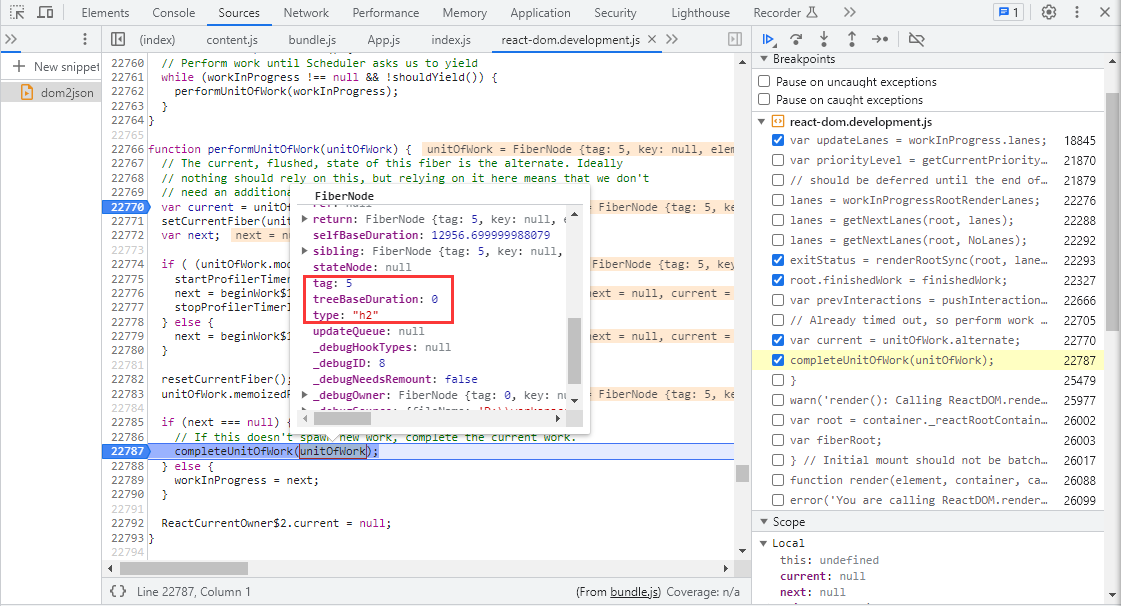 Elements Console Sources Network Performance Memory Application Security Lighthouse Recorder 1
(index) content.js bundle.js App.js index.js react-dom.development.js
New snippet
dom2json
22760 // Perform work until Scheduler asks us to yield
22761 while (workInProgress !== null && !shouldYield()) {
22762 performUnitOfWork(workInProgress);
22763 }
22764 }
22765
22766 function performUnitOfWork(unitOfWork) { unitOfWork = FiberNode {tag: 5, key: null, elem
22767 // The current, flushed, state of this fiber is the alternate. Ideally
22768 // nothing should rely on this, but relying on it here means that we don't
22769 // need an additiona
22770 var current = unitOf = FiberNode {tag: 5, ke
22771 setCurrentFiber(unit
22772 var next; next = nu
22773
22774 if ( (unitOfWork.mod FiberNode {tag: 5, key:
22775 startProfilerTimer
22776 next = beginWork$1 next = null, current =
22777 stopProfilerTimerI
22778 } else {
22779 next = beginWork$1 next = null, current =
22780 }
22781
22782 resetCurrentFiber();
22783 unitOfWork.memoizedP = FiberNode {tag: 5, ke
22784
22785 if (next === null) {
22786 // If this doesn't spawn new work, complete the current work.
22787 completeUnitOfWork(unitOfWork);
22788 } else {
22789 workInProgress = next;
22790 }
22791
22792 ReactCurrentOwner$2.current = null;
22793 }
22794
FiberNode
return: FiberNode {tag: 5, key: null, e
selfBaseDuration: 12956.699999988079
sibling: FiberNode {tag: 5, key: null,
stateNode: null
tag: 5
treeBaseDuration: 0
type: "h2"
updateQueue: null
_debugHookTypes: null
_debugID: 8
_debugNeedsRemount: false
_debugOwner: FiberNode {tag: 0, key: nu
{} Line 22787, Column 1 (From bundle.js) Coverage: n/a
Breakpoints
Pause on uncaught exceptions
Pause on caught exceptions
react-dom.development.js
var updateLanes = workInProgress.lanes; 18845
var priorityLevel = getCurrentPriority… 21870
// should be deferred until the end of… 21879
lanes = workInProgressRootRenderLanes; 22276
lanes = getNextLanes(root, lanes); 22288
lanes = getNextLanes(root, NoLanes); 22292
exitStatus = renderRootSync(root, lane… 22293
root.finishedWork = finishedWork; 22327
var prevInteractions = pushInteraction… 22666
// Already timed out, so perform work … 22705
var current = unitOfWork.alternate; 22770
completeUnitOfWork(unitOfWork); 22787
} 25479
warn('render(): Calling ReactDOM.rende… 25977
var root = container._reactRootContain… 26002
var fiberRoot; 26003
} // Initial mount should not be batch… 26017
function render(element, container, ca… 26088
error('You are calling ReactDOM.render… 26099
Scope
Local
this: undefined
current: null
next: null